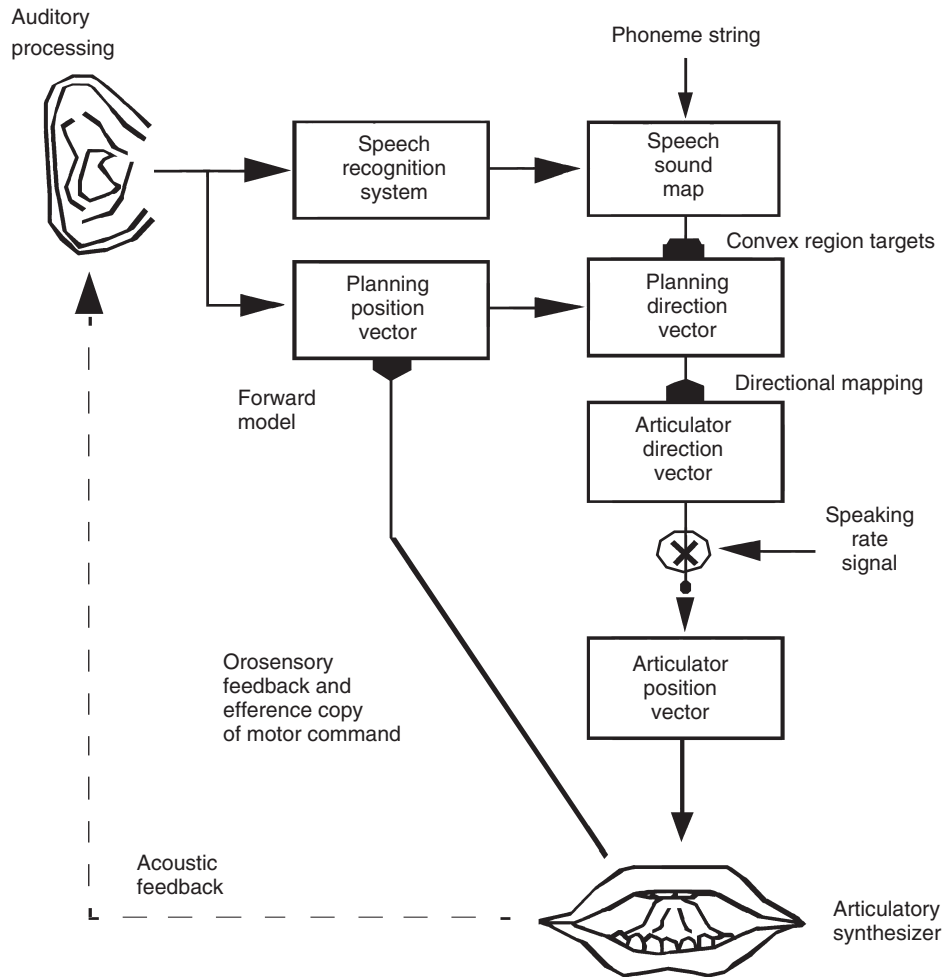 Auditory
processing
Phoneme string
Speech
recognition
system
Speech
sound
map
Convex region targets
Planning
position
vector
Planning
direction
vector
Forward
model
Directional mapping
Articulator
direction
vector
Speaking
rate
signal
Orosensory
feedback and
efference copy
of motor command
Articulator
position
vector
Acoustic
feedback
Articulatory
synthesizer